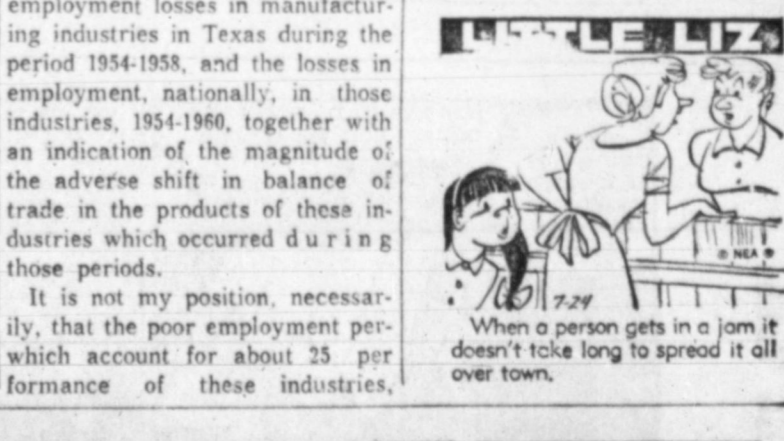 employment losses in manufactur-
ing industries in Texas during the
period 1954-1958, and the losses in
employment, nationally, in those
industries, 1954-1960, together with
an indication of the magnitude of
the adverse shift in balance of
trade in the products of these in-
dustries which occurred during
those periods.
It is not my position, necessar-
ily, that the poor employment per-
which account for about 25 per
formance of these industries,
LITTLE LIZ
© NEA ®
7-29
When a person gets in a jam it
doesn't take long to spread it all
over town.